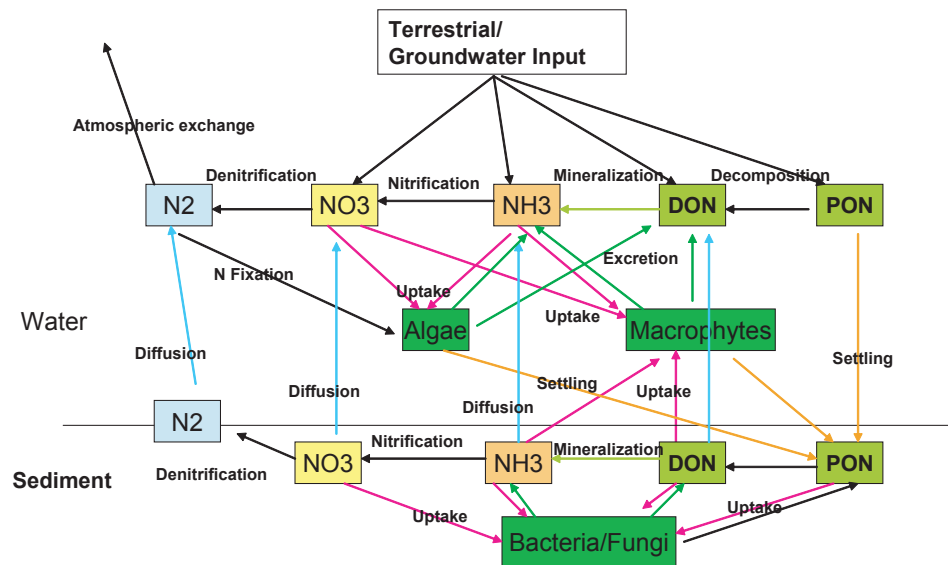 Terrestrial/
Groundwater Input
Atmospheric exchange
Denitrification
Nitrification
Mineralization
Decomposition
N2
NO3
NH3
DON
PON
N Fixation
Uptake
Excretion
Uptake
Water
Algae
Macrophytes
Diffusion
Settling
Uptake
Settling
Diffusion
Diffusion
N2
Nitrification
Mineralization
Sediment
Denitrification
NO3
NH3
DON
PON
Uptake
Uptake
Bacteria/Fungi